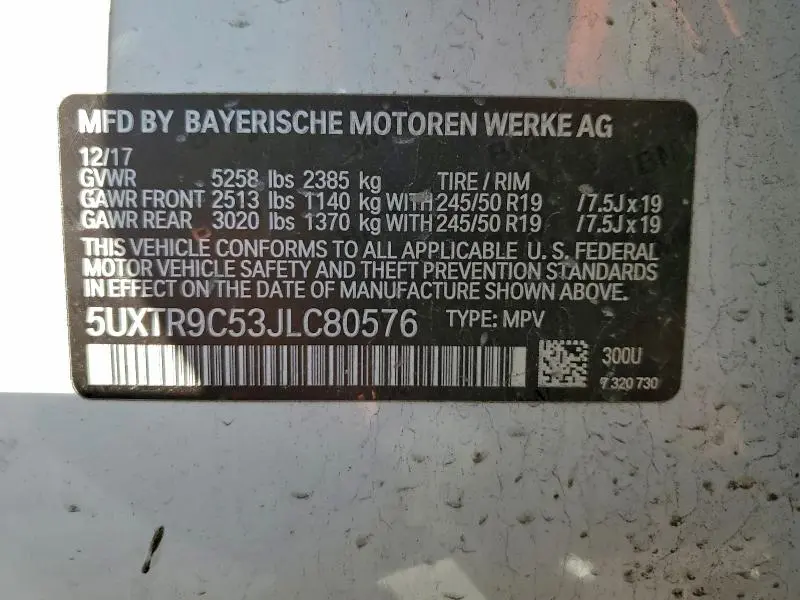 MFD BY BAYERISCHE MOTOREN WERKE AG
12/17
GVWR 5258 lbs 2385 kg TIRE / RIM
GAWR FRONT 2513 lbs 1140 kg WITH 245/50 R19 /7.5J x 19
GAWR REAR 3020 lbs 1370 kg WITH 245/50 R19 /7.5J x 19
THIS VEHICLE CONFORMS TO ALL APPLICABLE U. S. FEDERAL
MOTOR VEHICLE SAFETY AND THEFT PREVENTION STANDARDS
IN EFFECT ON THE DATE OF MANUFACTURE SHOWN ABOVE.
5UXTR9C53JLC80576 TYPE: MPV
300U
7 320 730